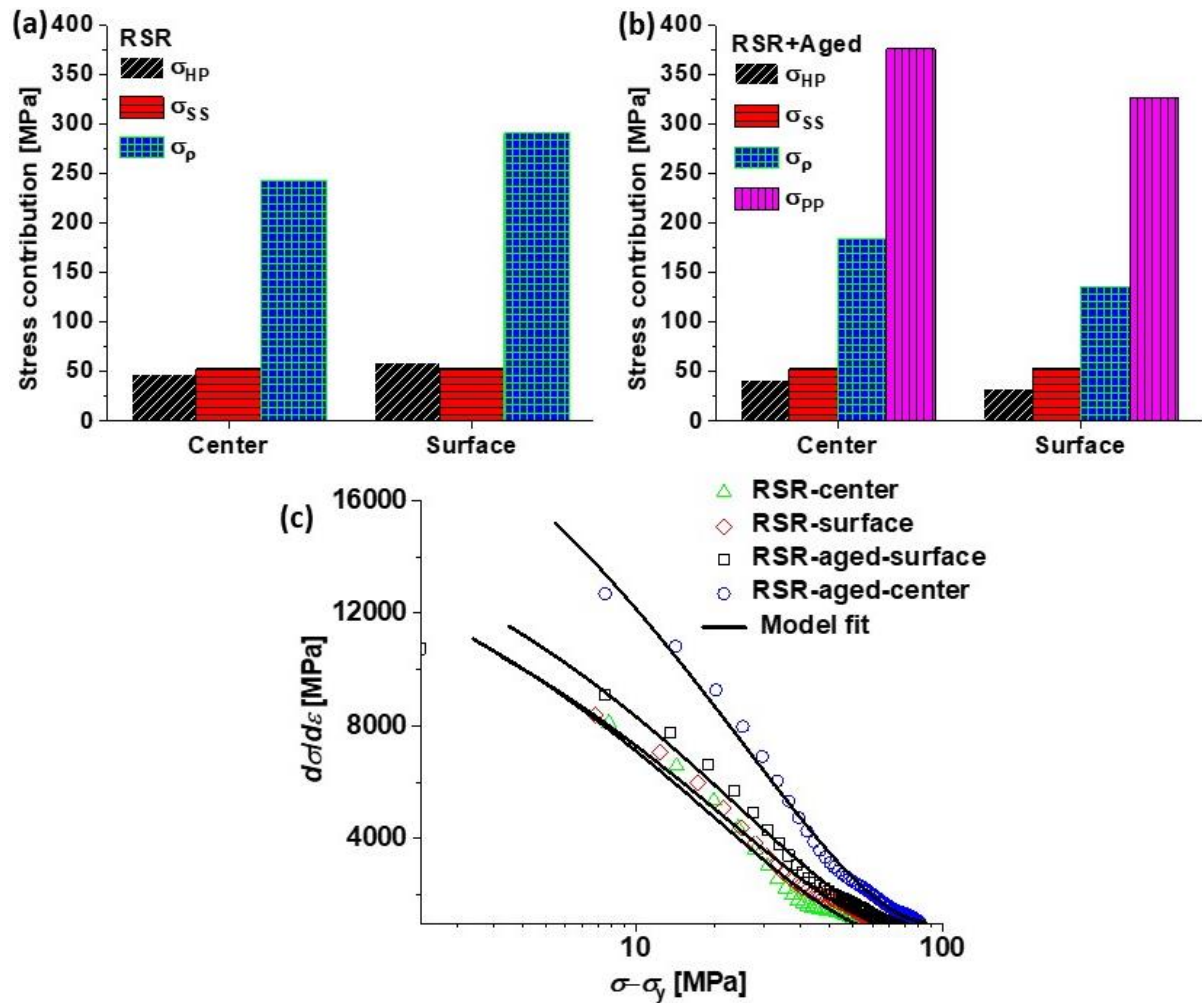 (a)
RSR
σHP
σSS
σρ
Stress contribution [MPa]
400
350
300
250
200
150
100
50
0
Center Surface
(b)
RSR+Aged
σHP
σSS
σρ
σPP
Stress contribution [MPa]
400
350
300
250
200
150
100
50
0
Center Surface
(c)
RSR-center
RSR-surface
RSR-aged-surface
RSR-aged-center
Model fit
dσ/dε [MPa]
16000
12000
8000
4000
10 100
σ–σy [MPa]